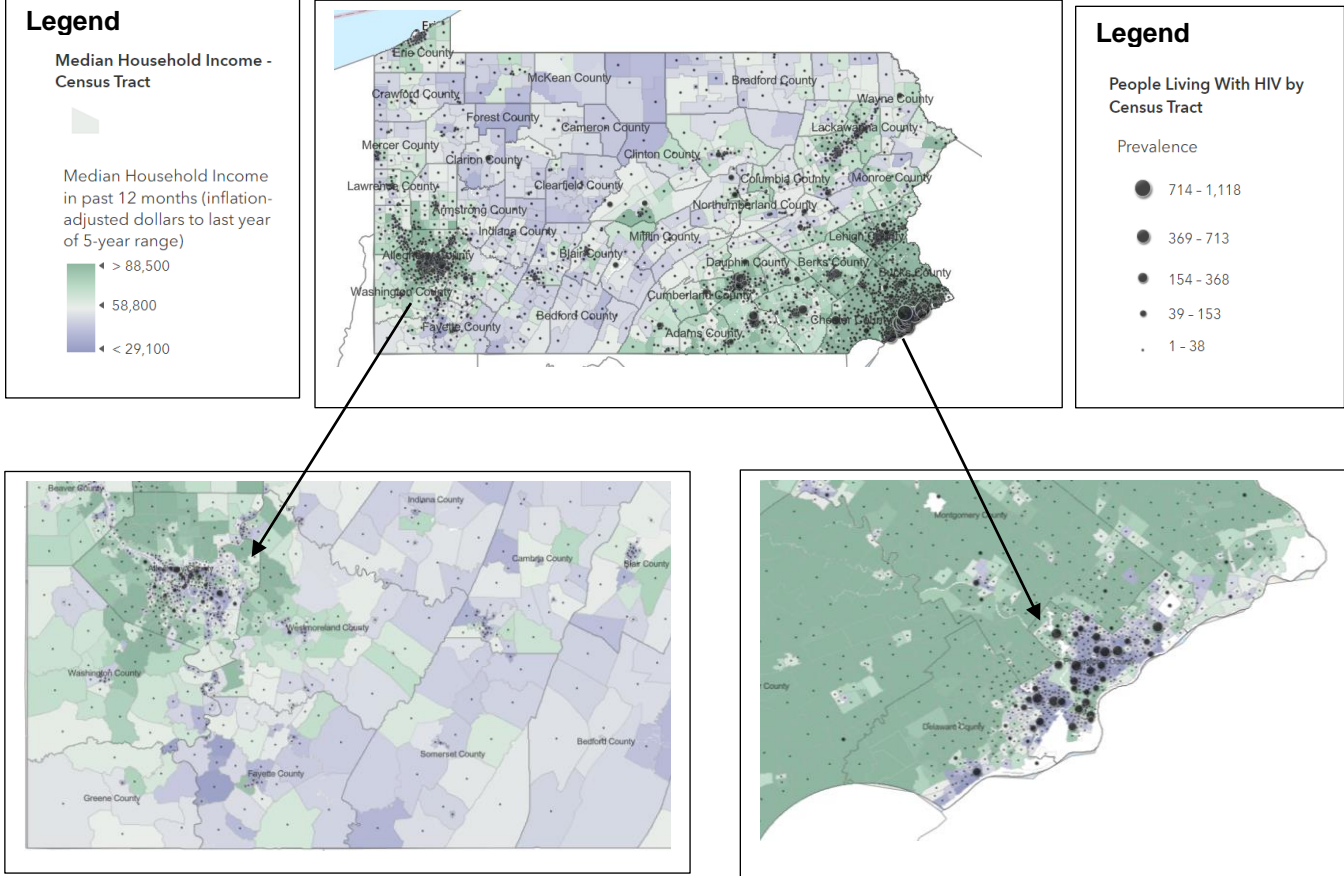 Legend
Median Household Income -
Census Tract
Median Household Income
in past 12 months (inflation-
adjusted dollars to last year
of 5-year range)
> 88,500
58,800
< 29,100
Erie County
McKean County
Bradford County
Crawford County
Wayne County
Forest County
Cameron County
Lackawanna County
Mercer County
Clarion County
Clinton County
Lawrence County
Clearfield County
Columbia County
Monroe County
Armstrong County
Northumberland County
Indiana County
Mifflin County
Lehigh County
Blair County
Dauphin County
Berks County
Bucks County
Washington County
Cumberland County
Fayette County
Bedford County
Adams County
Chester County
Legend
People Living With HIV by
Census Tract
Prevalence
714 - 1,118
369 - 713
154 - 368
39 - 153
1 - 38
Beaver County
Indiana County
Cambria County
Blair County
Westmoreland County
Washington County
Somerset County
Bedford County
Fayette County
Greene County
Montgomery County
County
Delaware County